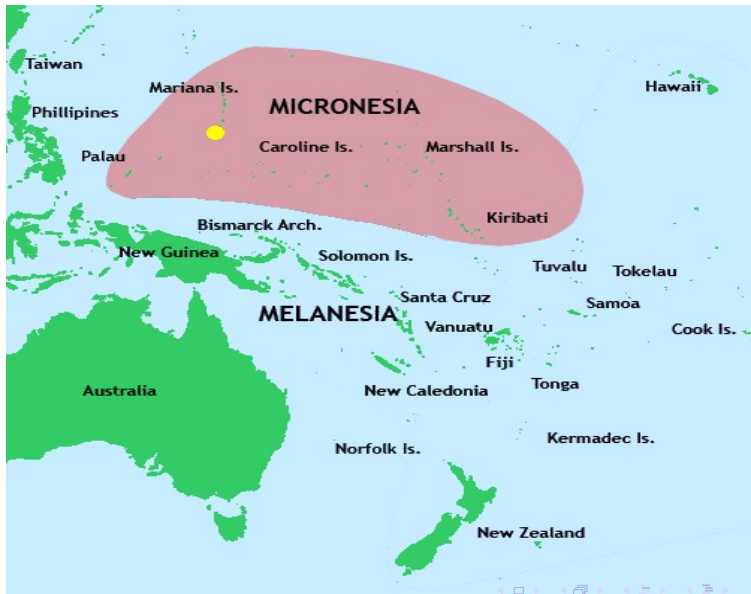 Taiwan
Mariana Is.
Hawaii
MICRONESIA
Phillipines
Caroline Is.
Marshall Is.
Palau
Kiribati
Bismarck Arch.
New Guinea
Solomon Is.
Tuvalu
Tokelau
Santa Cruz
Samoa
MELANESIA
Vanuatu
Cook Is.
Fiji
Australia
New Caledonia
Tonga
Norfolk Is.
Kermadec Is.
New Zealand